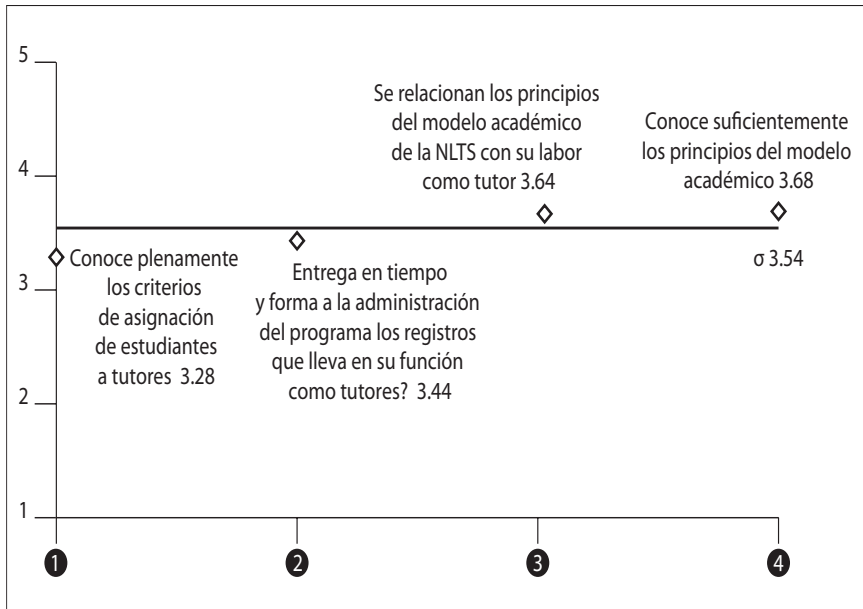 5
Se relacionan los principios
del modelo académico
de la NLTS con su labor
como tutor 3.64
Conoce suficientemente
los principios del modelo
académico 3.68
4
Conoce plenamente
los criterios
de asignación
de estudiantes
a tutores 3.28
Entrega en tiempo
y forma a la administración
del programa los registros
que lleva en su función
como tutores? 3.44
σ 3.54
3
2
1
1
2
3
4